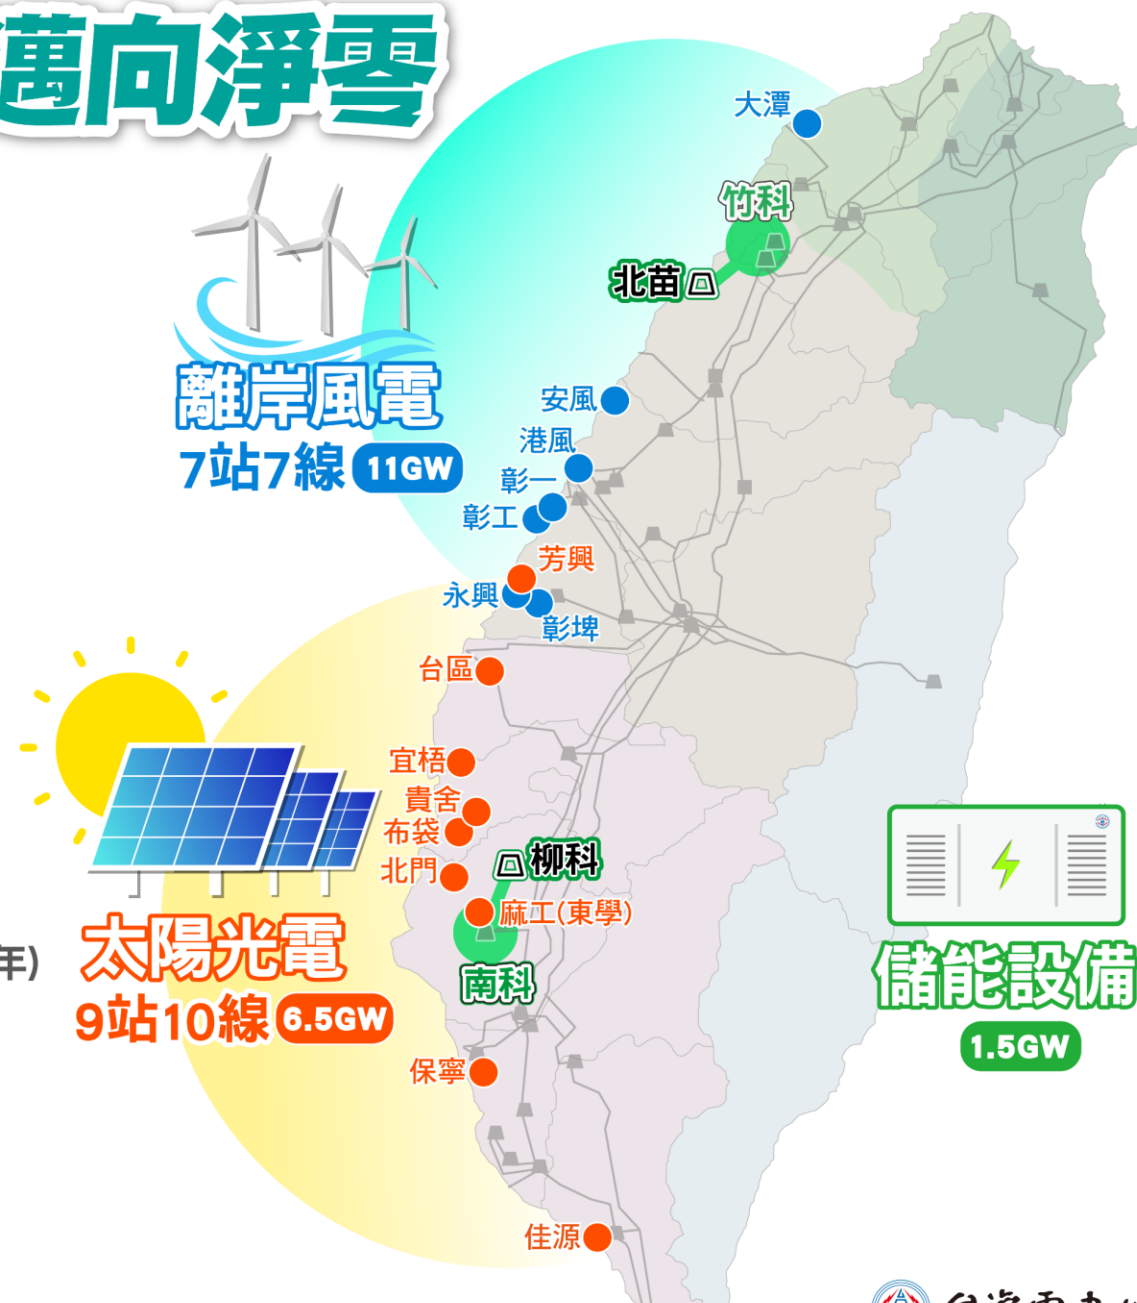 邁向淨零
大潭
竹科
北苗
離岸風電
7站7線 11GW
安風
港風
彰一
彰工
芳興
永興
彰埤
台區
宜梧
貴舍
布袋
北門
柳科
麻工(東學)
南科
年)
太陽光電
9站10線 6.5GW
儲能設備
1.5GW
保寧
佳源